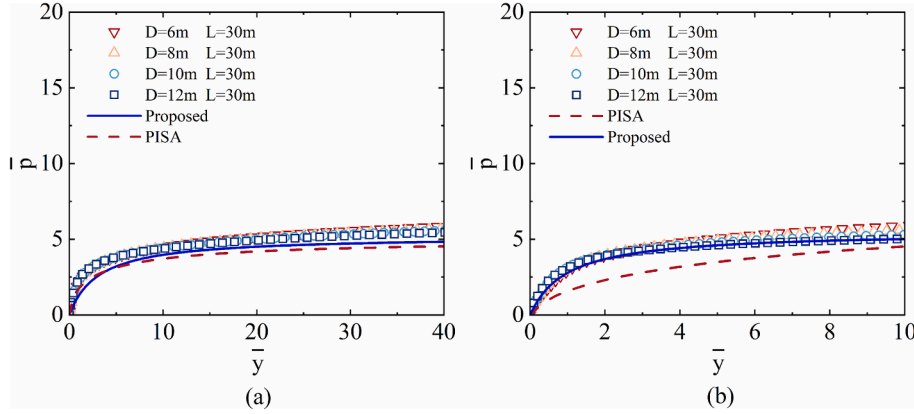 20
15
10
5
0
p̅
D=6m L=30m
D=8m L=30m
D=10m L=30m
D=12m L=30m
Proposed
PISA
0 10 20 30 40
y̅
(a)
20
15
10
5
0
p̅
D=6m L=30m
D=8m L=30m
D=10m L=30m
D=12m L=30m
PISA
Proposed
0 2 4 6 8 10
y̅
(b)